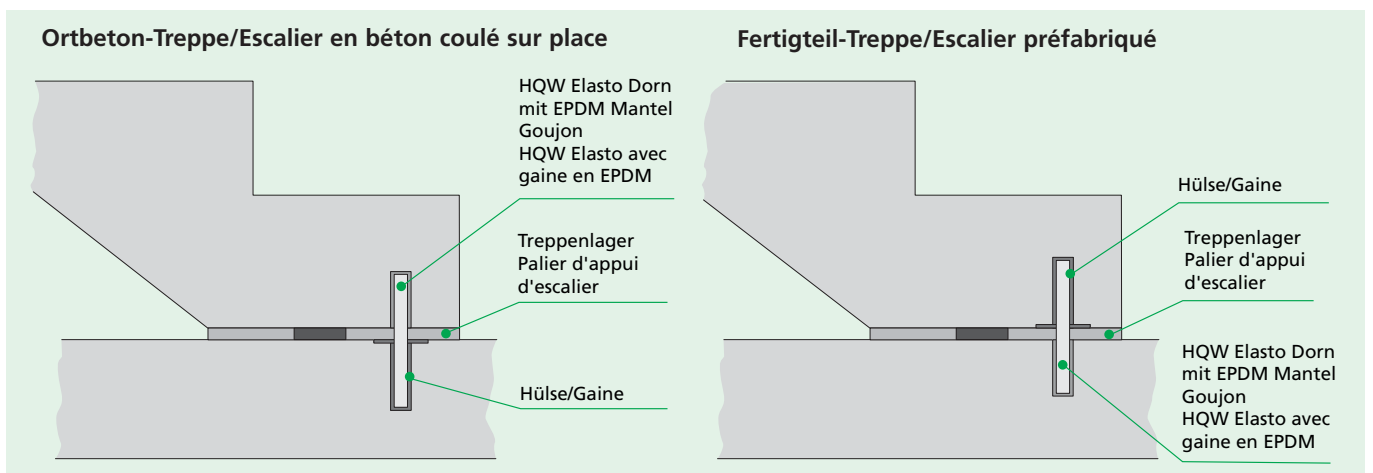 Ortbeton-Treppe/Escalier en béton coulé sur place
HQW Elasto Dorn
mit EPDM Mantel
Goujon
HQW Elasto avec
gaine en EPDM
Treppenlager
Palier d'appui
d'escalier
Hülse/Gaine
Fertigteil-Treppe/Escalier préfabriqué
Hülse/Gaine
Treppenlager
Palier d'appui
d'escalier
HQW Elasto Dorn
mit EPDM Mantel
Goujon
HQW Elasto avec
gaine en EPDM